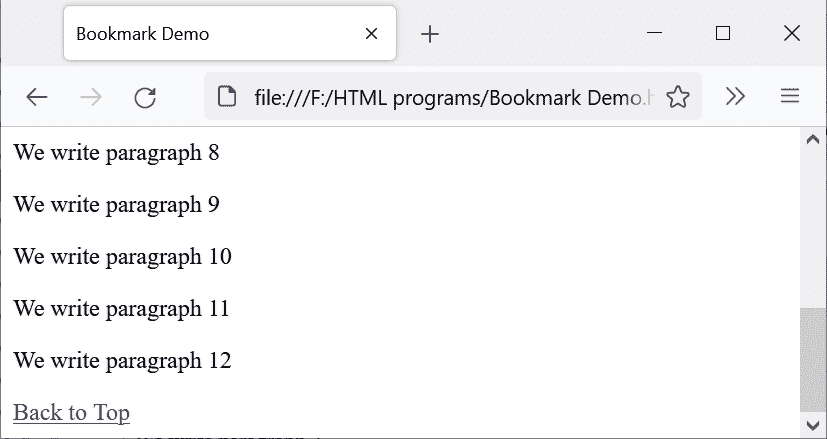 Bookmark Demo
file:///F:/HTML programs/Bookmark Demo.h
We write paragraph 8
We write paragraph 9
We write paragraph 10
We write paragraph 11
We write paragraph 12
Back to Top